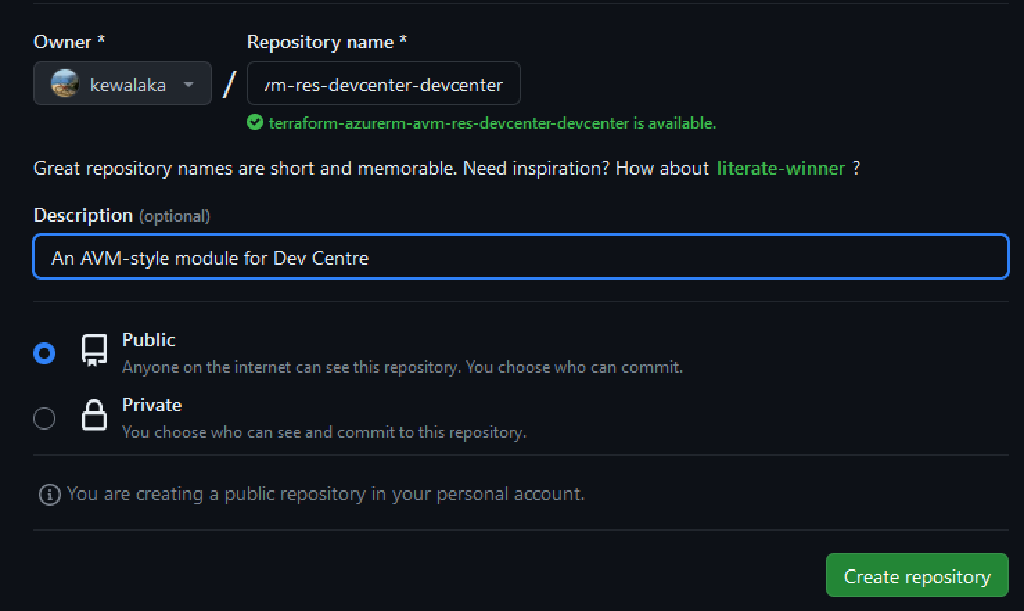 Owner *
Repository name *
kewalaka / m-res-devcenter-devcenter
terraform-azurerm-avm-res-devcenter-devcenter is available.
Great repository names are short and memorable. Need inspiration? How about literate-winner ?
Description (optional)
An AVM-style module for Dev Centre
Public
Anyone on the internet can see this repository. You choose who can commit.
Private
You choose who can see and commit to this repository.
You are creating a public repository in your personal account.
Create repository